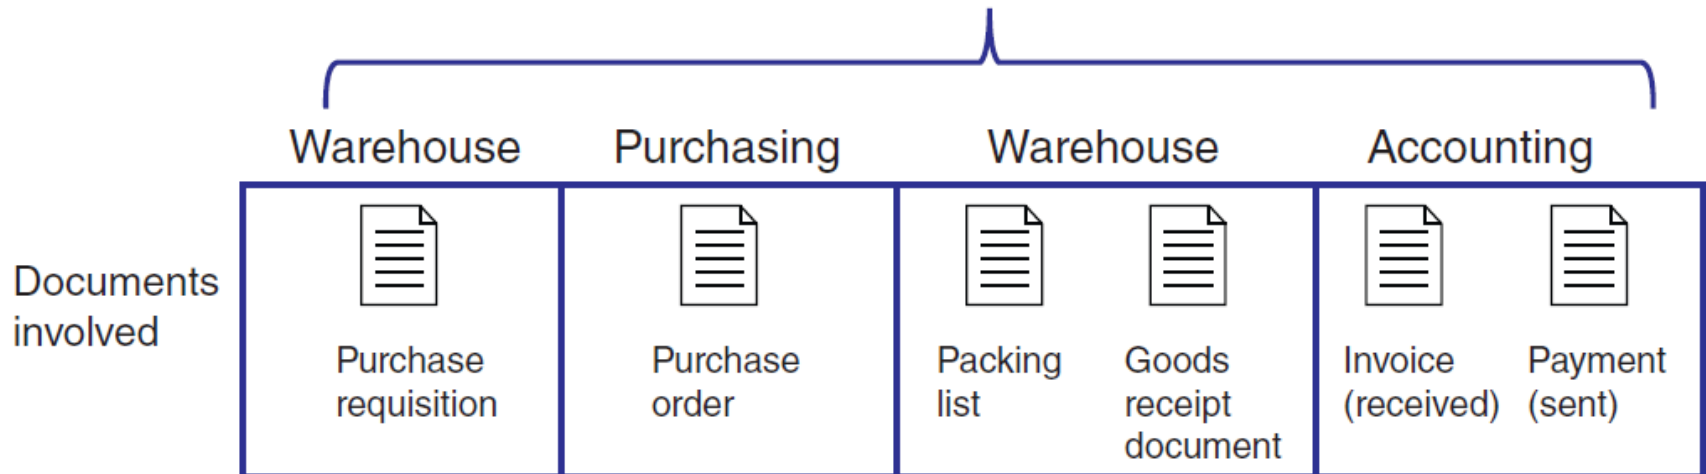 Warehouse
Purchasing
Warehouse
Accounting
Documents
involved
Purchase
requisition
Purchase
order
Packing
list
Goods
receipt
document
Invoice
(received)
Payment
(sent)